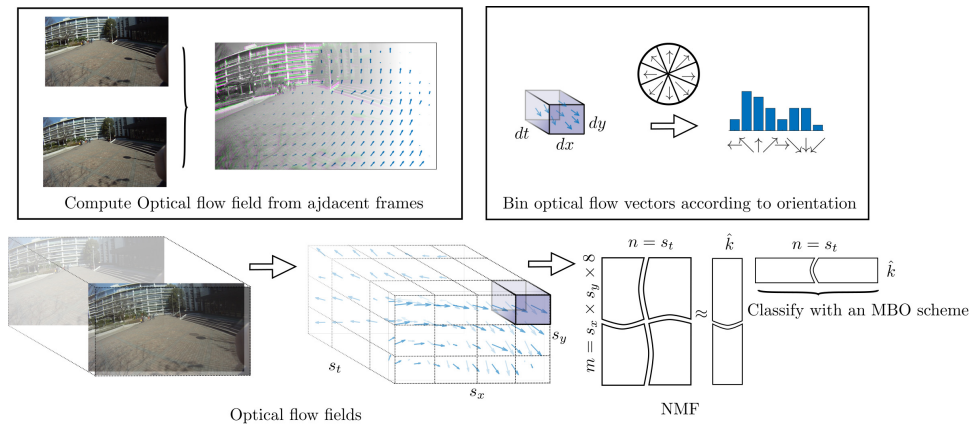 Compute Optical flow field from ajdacent frames
dt
dx
dy
Bin optical flow vectors according to orientation
Optical flow fields
s_t
s_x
s_y
n = s_t
m = s_x × s_y × 8
≈
k̂
NMF
n = s_t
k̂
Classify with an MBO scheme